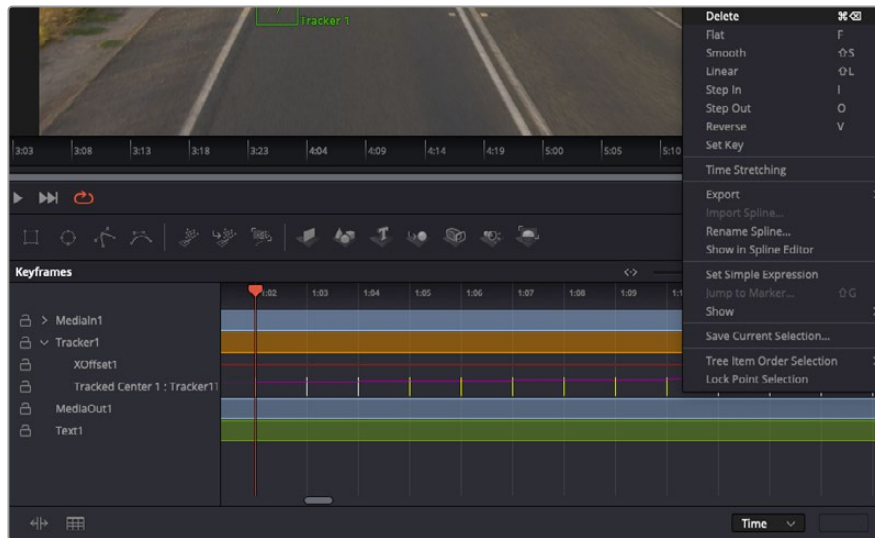 Tracker 1
Delete ⌘⌫
Flat F
Smooth ⇧S
Linear ⇧L
Step In I
Step Out O
Reverse V
Set Key
Time Stretching
Export
Import Spline...
Rename Spline...
Show in Spline Editor
Set Simple Expression
Jump to Marker... ⇧G
Show
Save Current Selection...
Tree Item Order Selection
Lock Point Selection
3:03 3:08 3:13 3:18 3:23 4:04 4:09 4:14 4:19 5:00 5:05 5:10
Keyframes
1:02 1:03 1:04 1:05 1:06 1:07 1:08 1:09
MediaIn1
Tracker1
XOffset1
Tracked Center 1 : Tracker1
MediaOut1
Text1
Time